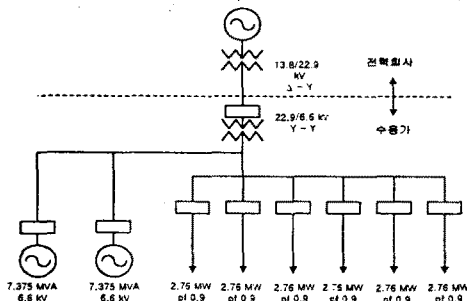 13.8/22.9
kV
Δ - Y
전력회사
22.9/6.6 kV
Y - Y
수용가
7.375 MVA
6.6 kV
7.375 MVA
6.6 kV
2.76 MW
pf 0.9
2.76 MW
pf 0.9
2.76 MW
pf 0.9
2.76 MW
pf 0.9
2.76 MW
pf 0.9
2.76 MW
pf 0.9